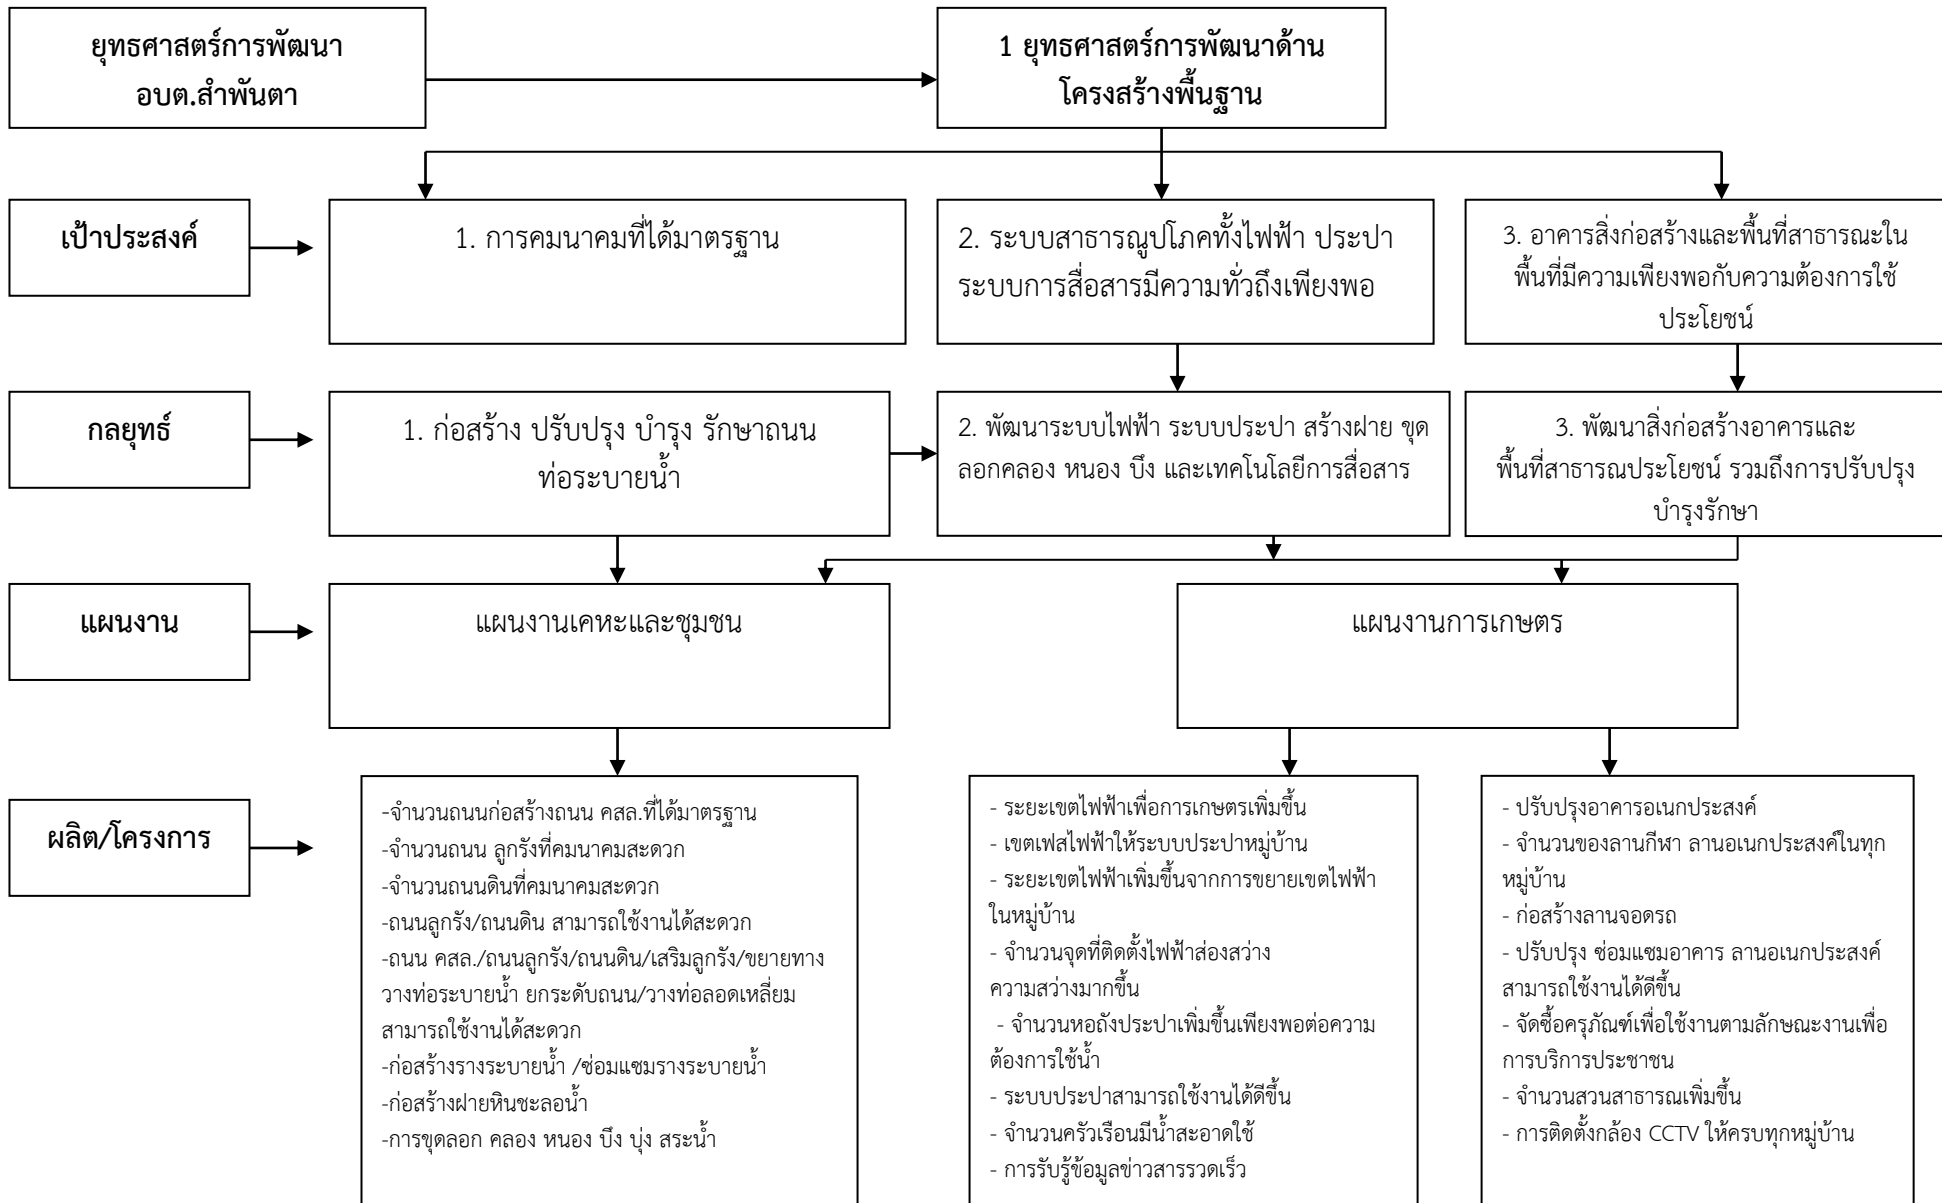 ยุทธศาสตร์การพัฒนา
อบต.สำพันตา
1 ยุทธศาสตร์การพัฒนาด้าน
โครงสร้างพื้นฐาน
เป้าประสงค์
1. การคมนาคมที่ได้มาตรฐาน
2. ระบบสาธารณูปโภคทั้งไฟฟ้า ประปา
ระบบการสื่อสารมีความทั่วถึงเพียงพอ
3. อาคารสิ่งก่อสร้างและพื้นที่สาธารณะใน
พื้นที่มีความเพียงพอกับความต้องการใช้
ประโยชน์
กลยุทธ์
1. ก่อสร้าง ปรับปรุง บำรุง รักษาถนน
ท่อระบายน้ำ
2. พัฒนาระบบไฟฟ้า ระบบประปา สร้างฝาย ขุด
ลอกคลอง หนอง บึง และเทคโนโลยีการสื่อสาร
3. พัฒนาสิ่งก่อสร้างอาคารและ
พื้นที่สาธารณประโยชน์ รวมถึงการปรับปรุง
บำรุงรักษา
แผนงาน
แผนงานเคหะและชุมชน
แผนงานการเกษตร
ผลิต/โครงการ
-จำนวนถนนก่อสร้างถนน คสล.ที่ได้มาตรฐาน
-จำนวนถนน ลูกรังที่คมนาคมสะดวก
-จำนวนถนนดินที่คมนาคมสะดวก
-ถนนลูกรัง/ถนนดิน สามารถใช้งานได้สะดวก
-ถนน คสล./ถนนลูกรัง/ถนนดิน/เสริมลูกรัง/ขยายทาง
วางท่อระบายน้ำ ยกระดับถนน/วางท่อลอดเหลี่ยม
สามารถใช้งานได้สะดวก
-ก่อสร้างรางระบายน้ำ /ซ่อมแซมรางระบายน้ำ
-ก่อสร้างฝายหินชะลอน้ำ
-การขุดลอก คลอง หนอง บึง บุ่ง สระน้ำ
- ระยะเขตไฟฟ้าเพื่อการเกษตรเพิ่มขึ้น
- เขตเฟสไฟฟ้าให้ระบบประปาหมู่บ้าน
- ระยะเขตไฟฟ้าเพิ่มขึ้นจากการขยายเขตไฟฟ้า
ในหมู่บ้าน
- จำนวนจุดที่ติดตั้งไฟฟ้าส่องสว่าง
ความสว่างมากขึ้น
- จำนวนหอถังประปาเพิ่มขึ้นเพียงพอต่อความ
ต้องการใช้น้ำ
- ระบบประปาสามารถใช้งานได้ดีขึ้น
- จำนวนครัวเรือนมีน้ำสะอาดใช้
- การรับรู้ข้อมูลข่าวสารรวดเร็ว
- ปรับปรุงอาคารอเนกประสงค์
- จำนวนของลานกีฬา ลานอเนกประสงค์ในทุก
หมู่บ้าน
- ก่อสร้างลานจอดรถ
- ปรับปรุง ซ่อมแซมอาคาร ลานอเนกประสงค์
สามารถใช้งานได้ดีขึ้น
- จัดซื้อครุภัณฑ์เพื่อใช้งานตามลักษณะงานเพื่อ
การบริการประชาชน
- จำนวนสวนสาธารณเพิ่มขึ้น
- การติดตั้งกล้อง CCTV ให้ครบทุกหมู่บ้าน